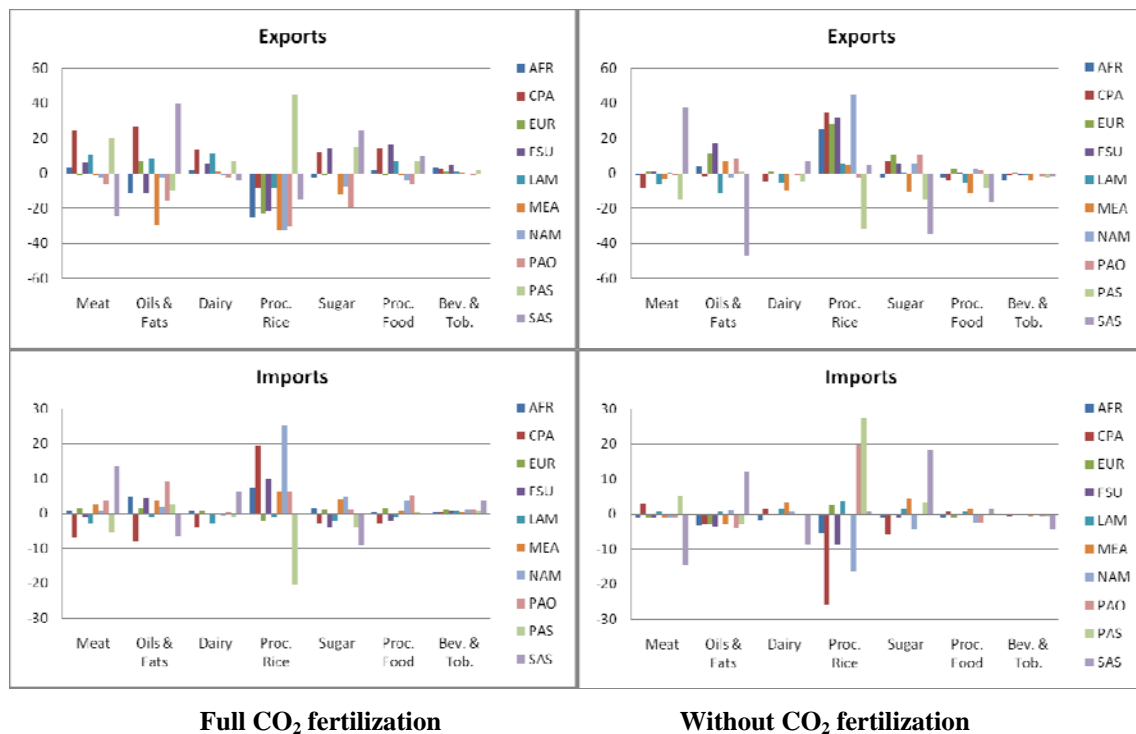 Exports
60
40
20
0
-20
-40
-60
Meat Oils & Dairy Proc. Sugar Proc. Bev. &
Fats Rice Food Tob.
AFR
CPA
EUR
FSU
LAM
MEA
NAM
PAO
PAS
SAS
Exports
60
40
20
0
-20
-40
-60
Meat Oils & Dairy Proc. Sugar Proc. Bev. &
Fats Rice Food Tob.
AFR
CPA
EUR
FSU
LAM
MEA
NAM
PAO
PAS
SAS
Imports
30
20
10
0
-10
-20
-30
Meat Oils & Dairy Proc. Sugar Proc. Bev. &
Fats Rice Food Tob.
AFR
CPA
EUR
FSU
LAM
MEA
NAM
PAO
PAS
SAS
Imports
30
20
10
0
-10
-20
-30
Meat Oils & Dairy Proc. Sugar Proc. Bev. &
Fats Rice Food Tob.
AFR
CPA
EUR
FSU
LAM
MEA
NAM
PAO
PAS
SAS
Full CO₂ fertilization
Without CO₂ fertilization